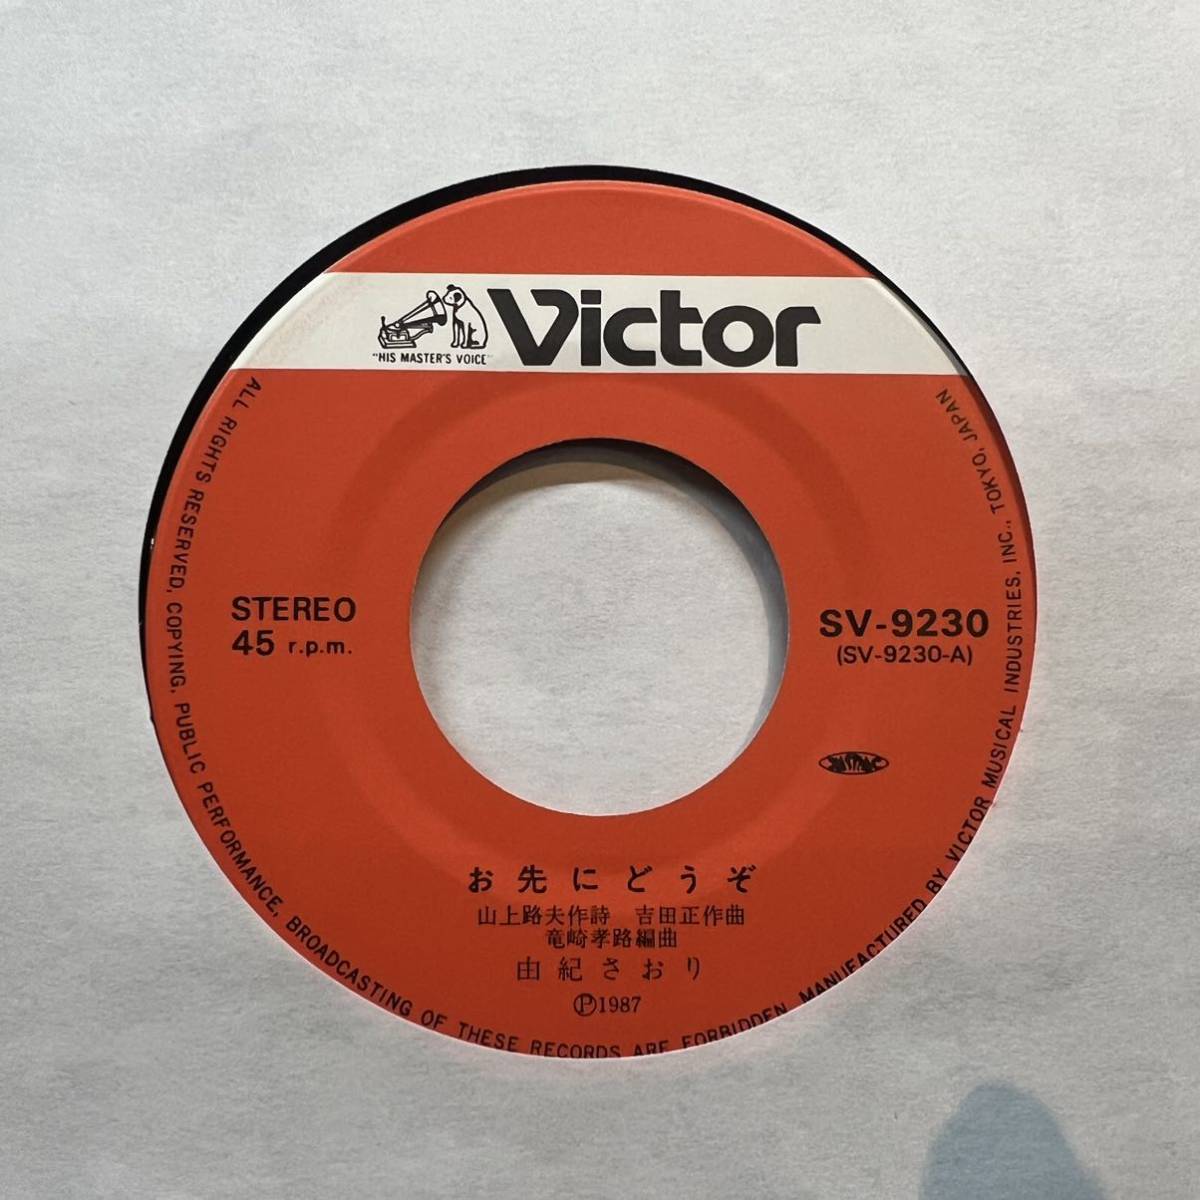 Victor
"HIS MASTER'S VOICE"
STEREO
45 r.p.m.
SV-9230
(SV-9230-A)
お先にどうぞ
山上路夫作詩 吉田正作曲
竜崎孝路編曲
由紀さおり
Ⓟ1987
ALL RIGHTS RESERVED, COPYING, PUBLIC PERFORMANCE, BROADCASTING OF THESE RECORDS ARE FORBIDDEN. MANUFACTURED BY VICTOR MUSICAL INDUSTRIES, INC., TOKYO, JAPAN